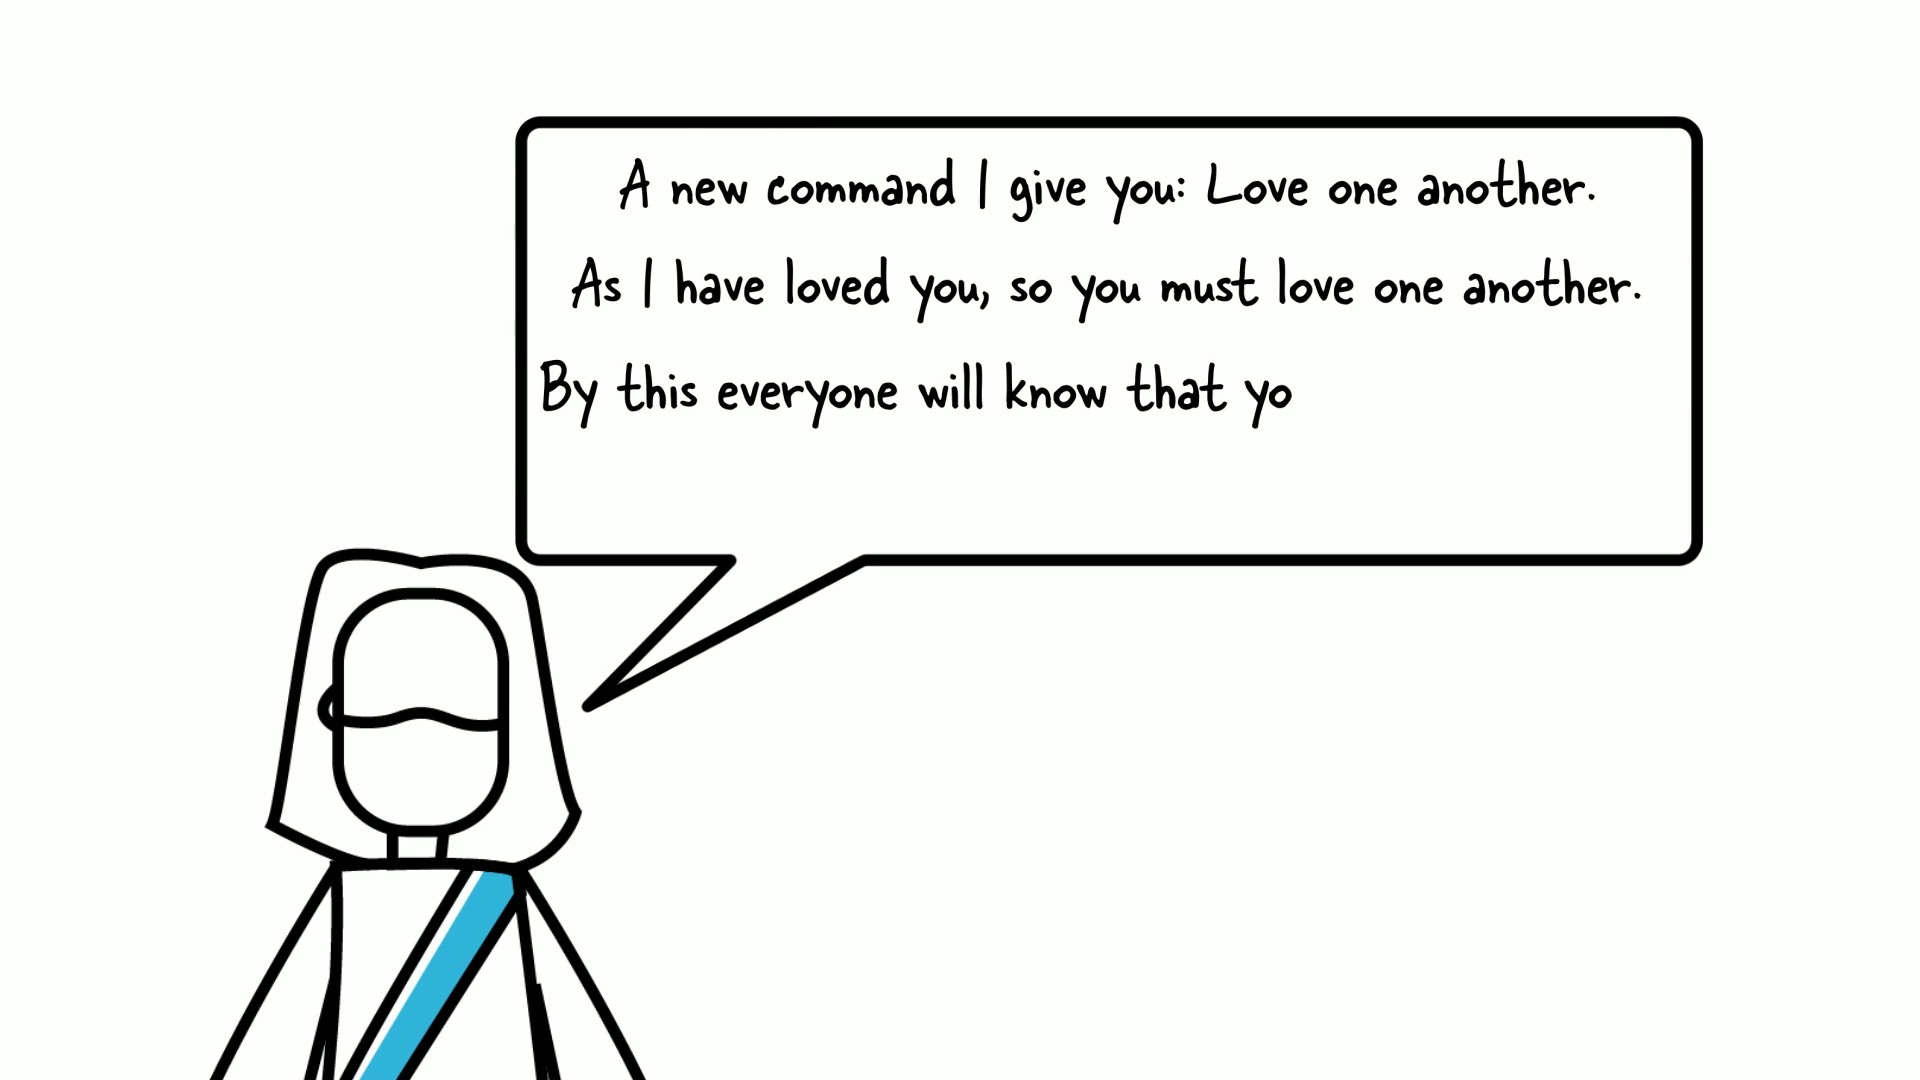 A new command I give you: Love one another.
As I have loved you, so you must love one another.
By this everyone will know that yo